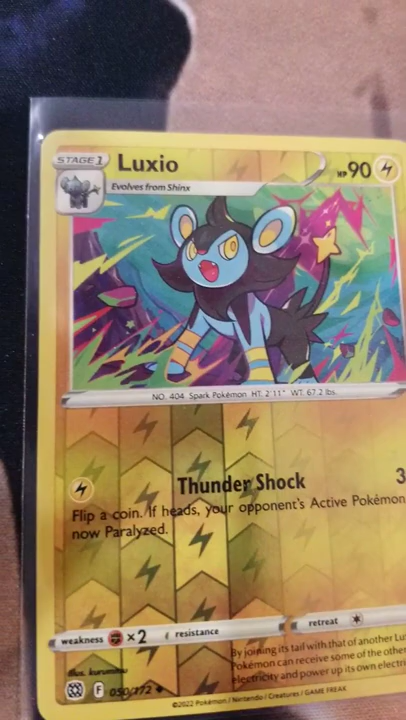 STAGE 1 Luxio HP 90
Evolves from Shinx
NO. 404 Spark Pokémon HT. 2'11" WT. 67.2 lbs.
Thunder Shock 3
Flip a coin. If heads, your opponent's Active Pokémon
now Paralyzed.
weakness ×2 resistance retreat
By joining its tail with that of another Lu
Pokémon can receive some of the other
electricity and power up its own electri
Illus. kurumitsu
F 050/172
©2022 Pokémon / Nintendo / Creatures / GAME FREAK